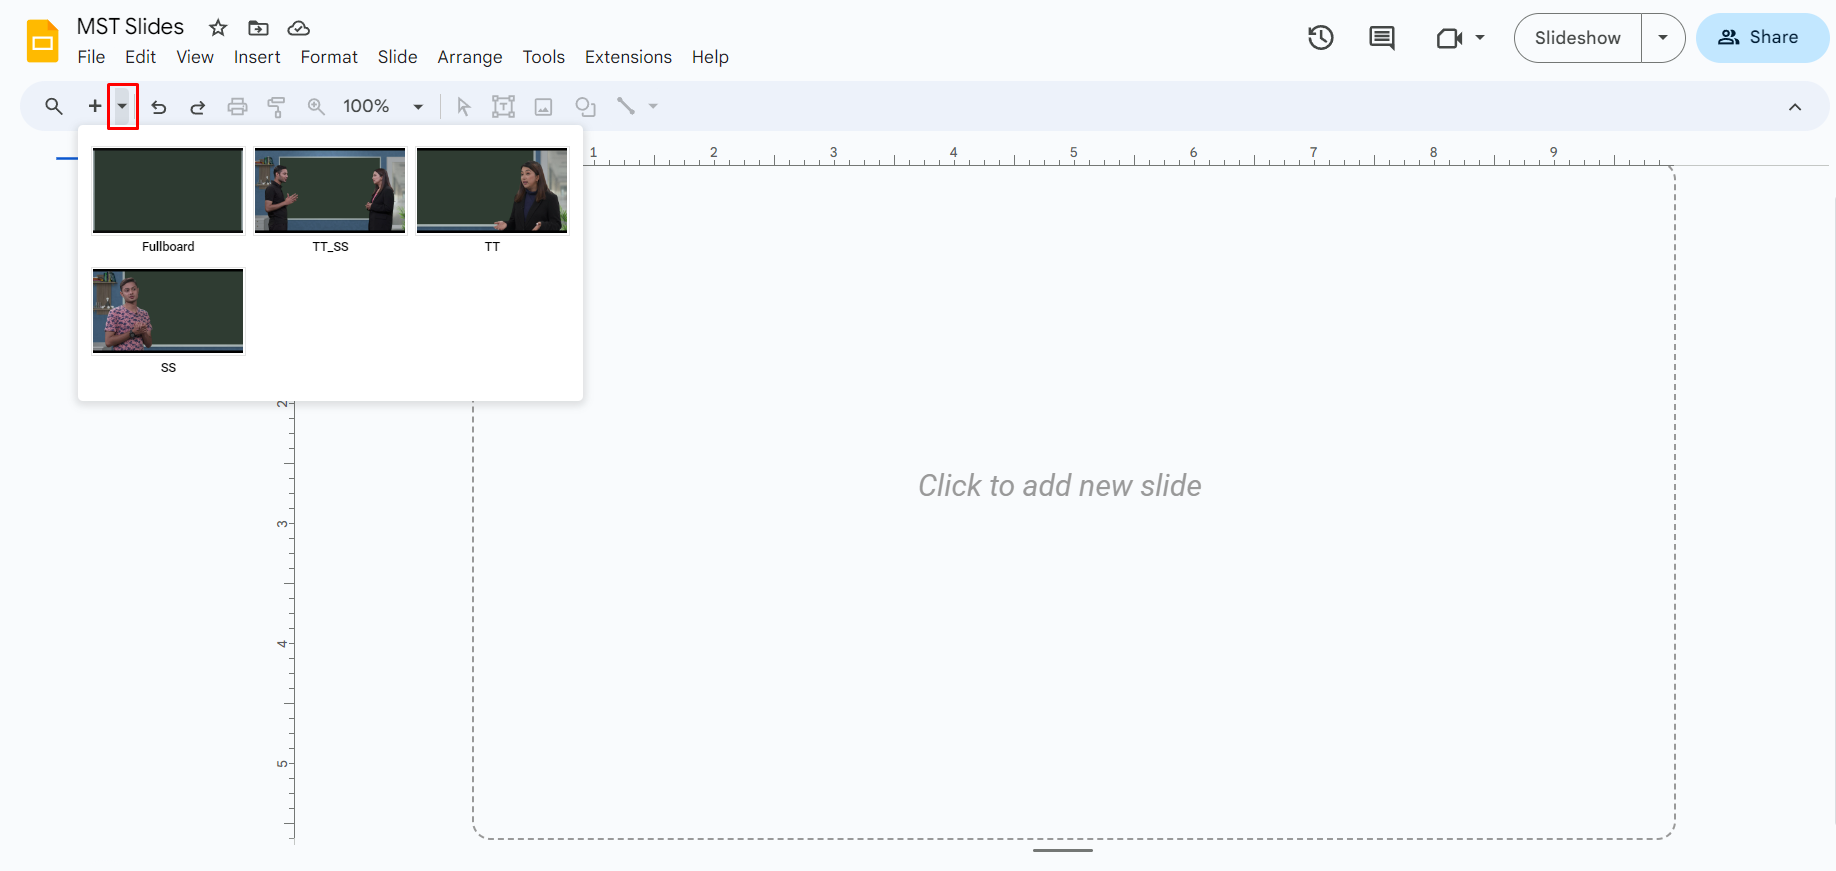 MST Slides
File Edit View Insert Format Slide Arrange Tools Extensions Help
Slideshow
Share
100%
1 2 3 4 5 6 7 8 9
Fullboard
TT_SS
TT
SS
2
3
4
5
Click to add new slide